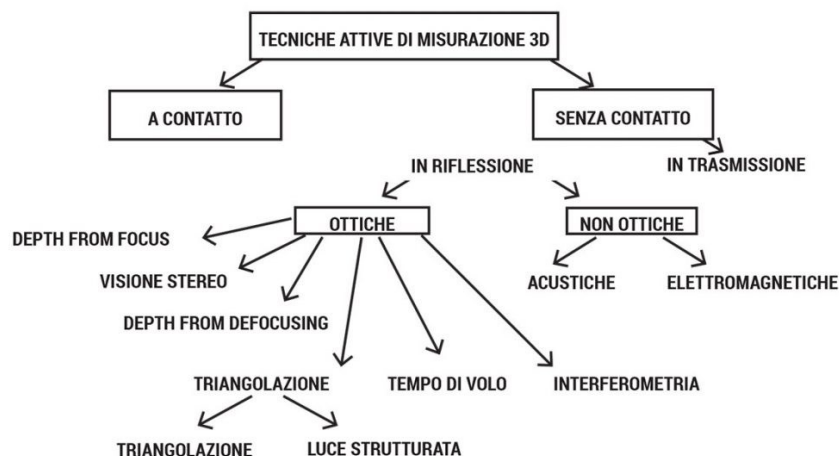 TECNICHE ATTIVE DI MISURAZIONE 3D
A CONTATTO
SENZA CONTATTO
IN RIFLESSIONE
IN TRASMISSIONE
OTTICHE
NON OTTICHE
DEPTH FROM FOCUS
VISIONE STEREO
DEPTH FROM DEFOCUSING
ACUSTICHE
ELETTROMAGNETICHE
TRIANGOLAZIONE
TEMPO DI VOLO
INTERFEROMETRIA
TRIANGOLAZIONE
LUCE STRUTTURATA